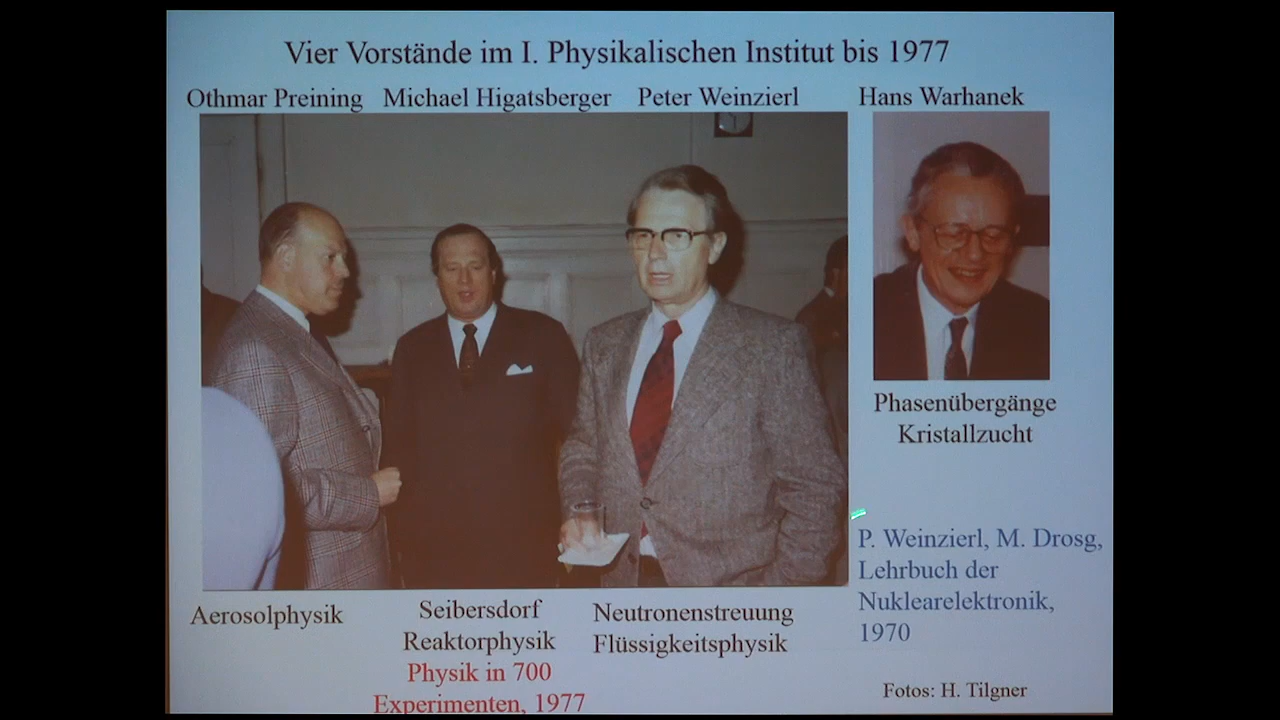 Vier Vorstände im I. Physikalischen Institut bis 1977
Othmar Preining Michael Higatsberger Peter Weinzierl Hans Warhanek
Phasenübergänge
Kristallzucht
P. Weinzierl, M. Drosg,
Lehrbuch der
Nuklearelektronik,
1970
Aerosolphysik
Seibersdorf
Reaktorphysik
Physik in 700
Experimenten, 1977
Neutronenstreuung
Flüssigkeitsphysik
Fotos: H. Tilgner